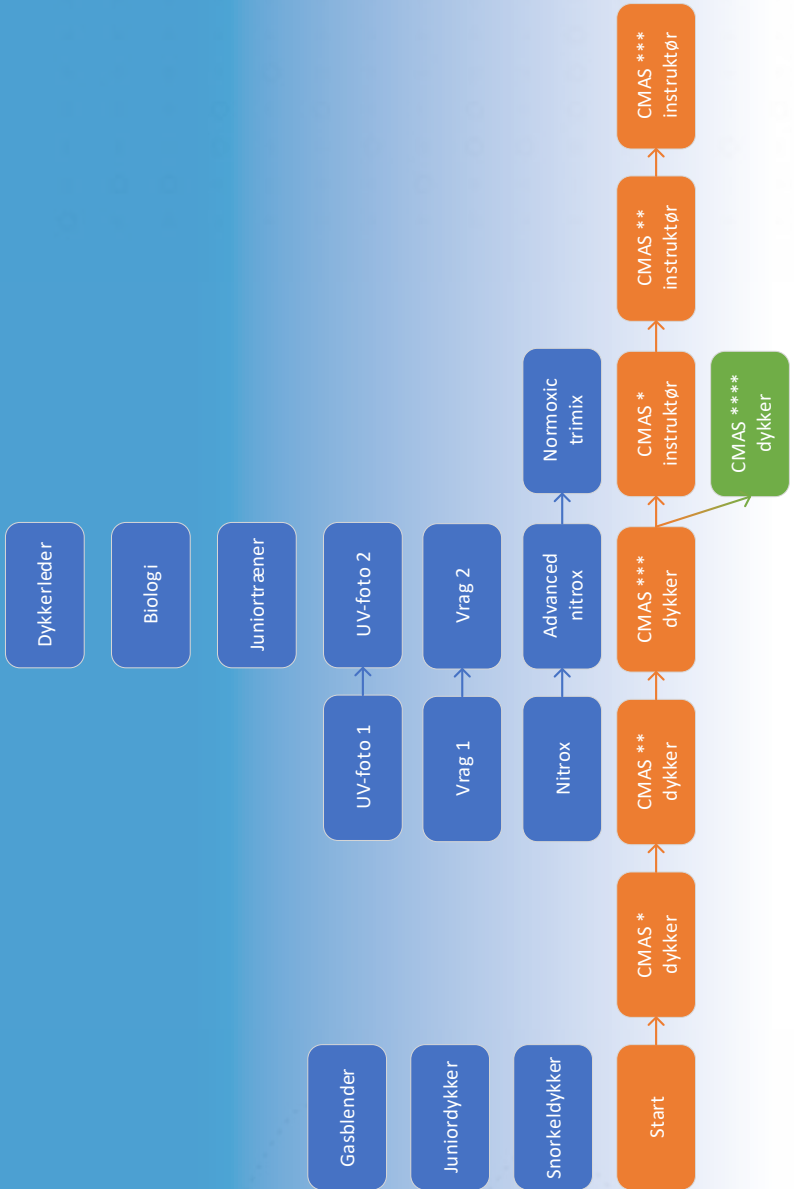 Dykkerleder
Biologi
Juniortræner
Gasblender
UV-foto 1
UV-foto 2
Juniordykker
Vrag 1
Vrag 2
Snorkeldykker
Nitrox
Advanced
nitrox
Normoxic
trimix
Start
CMAS *
dykker
CMAS **
dykker
CMAS ***
dykker
CMAS *
instruktør
CMAS **
instruktør
CMAS ***
instruktør
CMAS ****
dykker